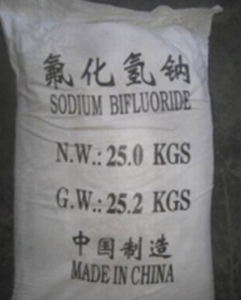 氟化氢钠
SODIUM BIFLUORIDE
N.W.: 25.0 KGS
G.W.: 25.2 KGS
中国制造
MADE IN CHINA